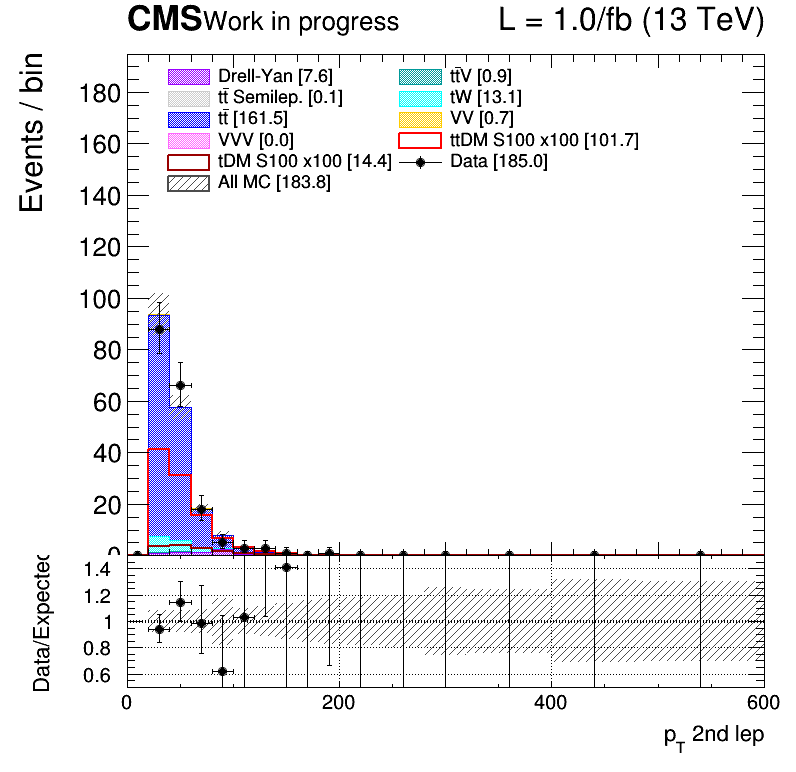 CMS Work in progress L = 1.0/fb (13 TeV)
Events / bin
Drell-Yan [7.6] tt̄V [0.9]
tt̄ Semilep. [0.1] tW [13.1]
tt̄ [161.5] VV [0.7]
VVV [0.0] ttDM S100 x100 [101.7]
tDM S100 x100 [14.4] Data [185.0]
All MC [183.8]
180
160
140
120
100
80
60
40
20
0
Data/Expected
1.4
1.2
1
0.8
0.6
0 200 400 600
p_T 2nd lep